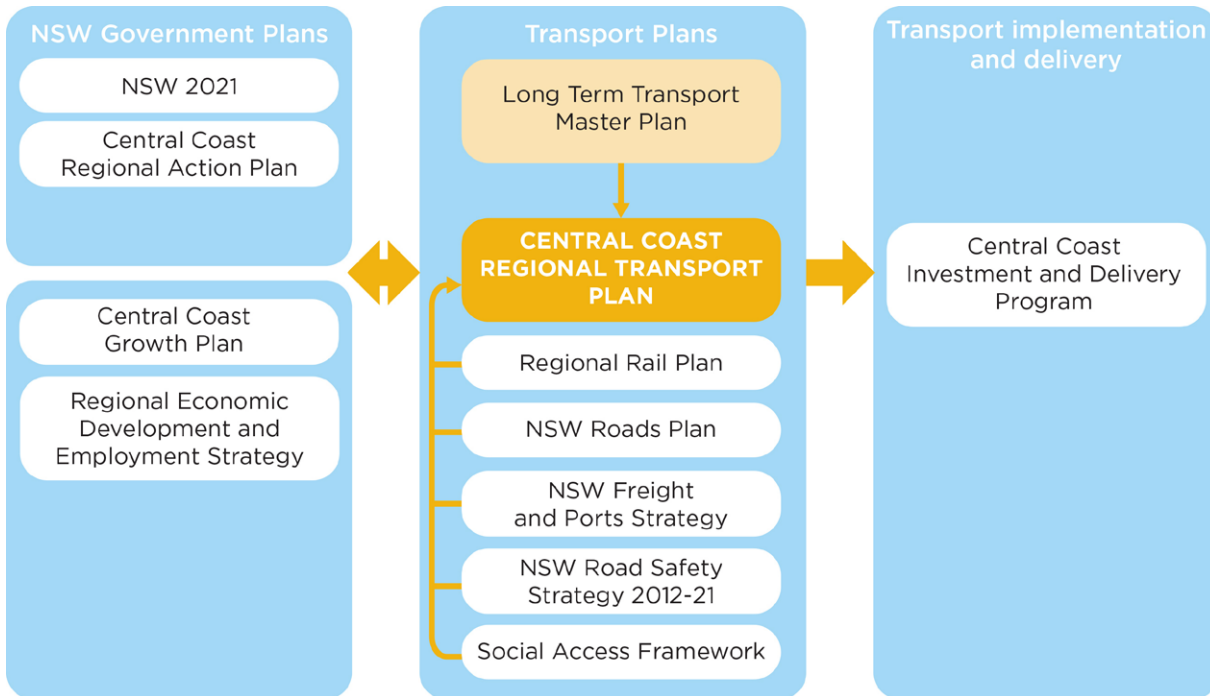 NSW Government Plans
NSW 2021
Central Coast
Regional Action Plan
Central Coast
Growth Plan
Regional Economic
Development and
Employment Strategy
Transport Plans
Long Term Transport
Master Plan
CENTRAL COAST
REGIONAL TRANSPORT
PLAN
Regional Rail Plan
NSW Roads Plan
NSW Freight
and Ports Strategy
NSW Road Safety
Strategy 2012-21
Social Access Framework
Transport implementation
and delivery
Central Coast
Investment and Delivery
Program